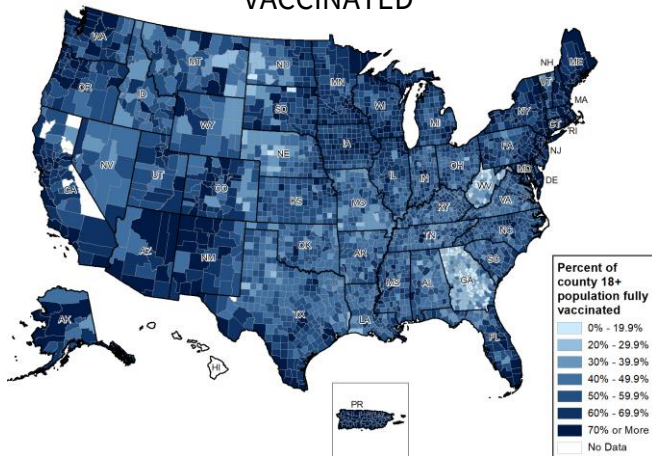 VACCINATED
WA
MT
ND
MN
OR
ID
WY
SD
WI
MI
NH
ME
VT
NY
MA
CT
RI
PA
NJ
NV
UT
CO
NE
IA
IL
IN
OH
MD
DE
WV
VA
CA
KS
MO
KY
NC
AZ
NM
OK
AR
TN
SC
MS
AL
GA
TX
LA
FL
AK
HI
PR
Percent of
county 18+
population fully
vaccinated
0% - 19.9%
20% - 29.9%
30% - 39.9%
40% - 49.9%
50% - 59.9%
60% - 69.9%
70% or More
No Data